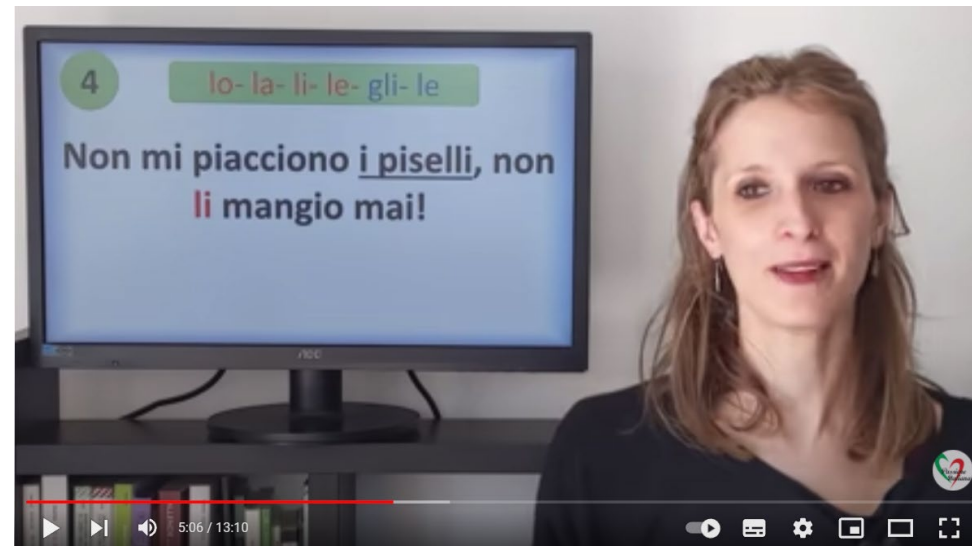 4
lo- la- li- le- gli- le
Non mi piacciono i piselli, non
li mangio mai!
AOC
5:06 / 13:10